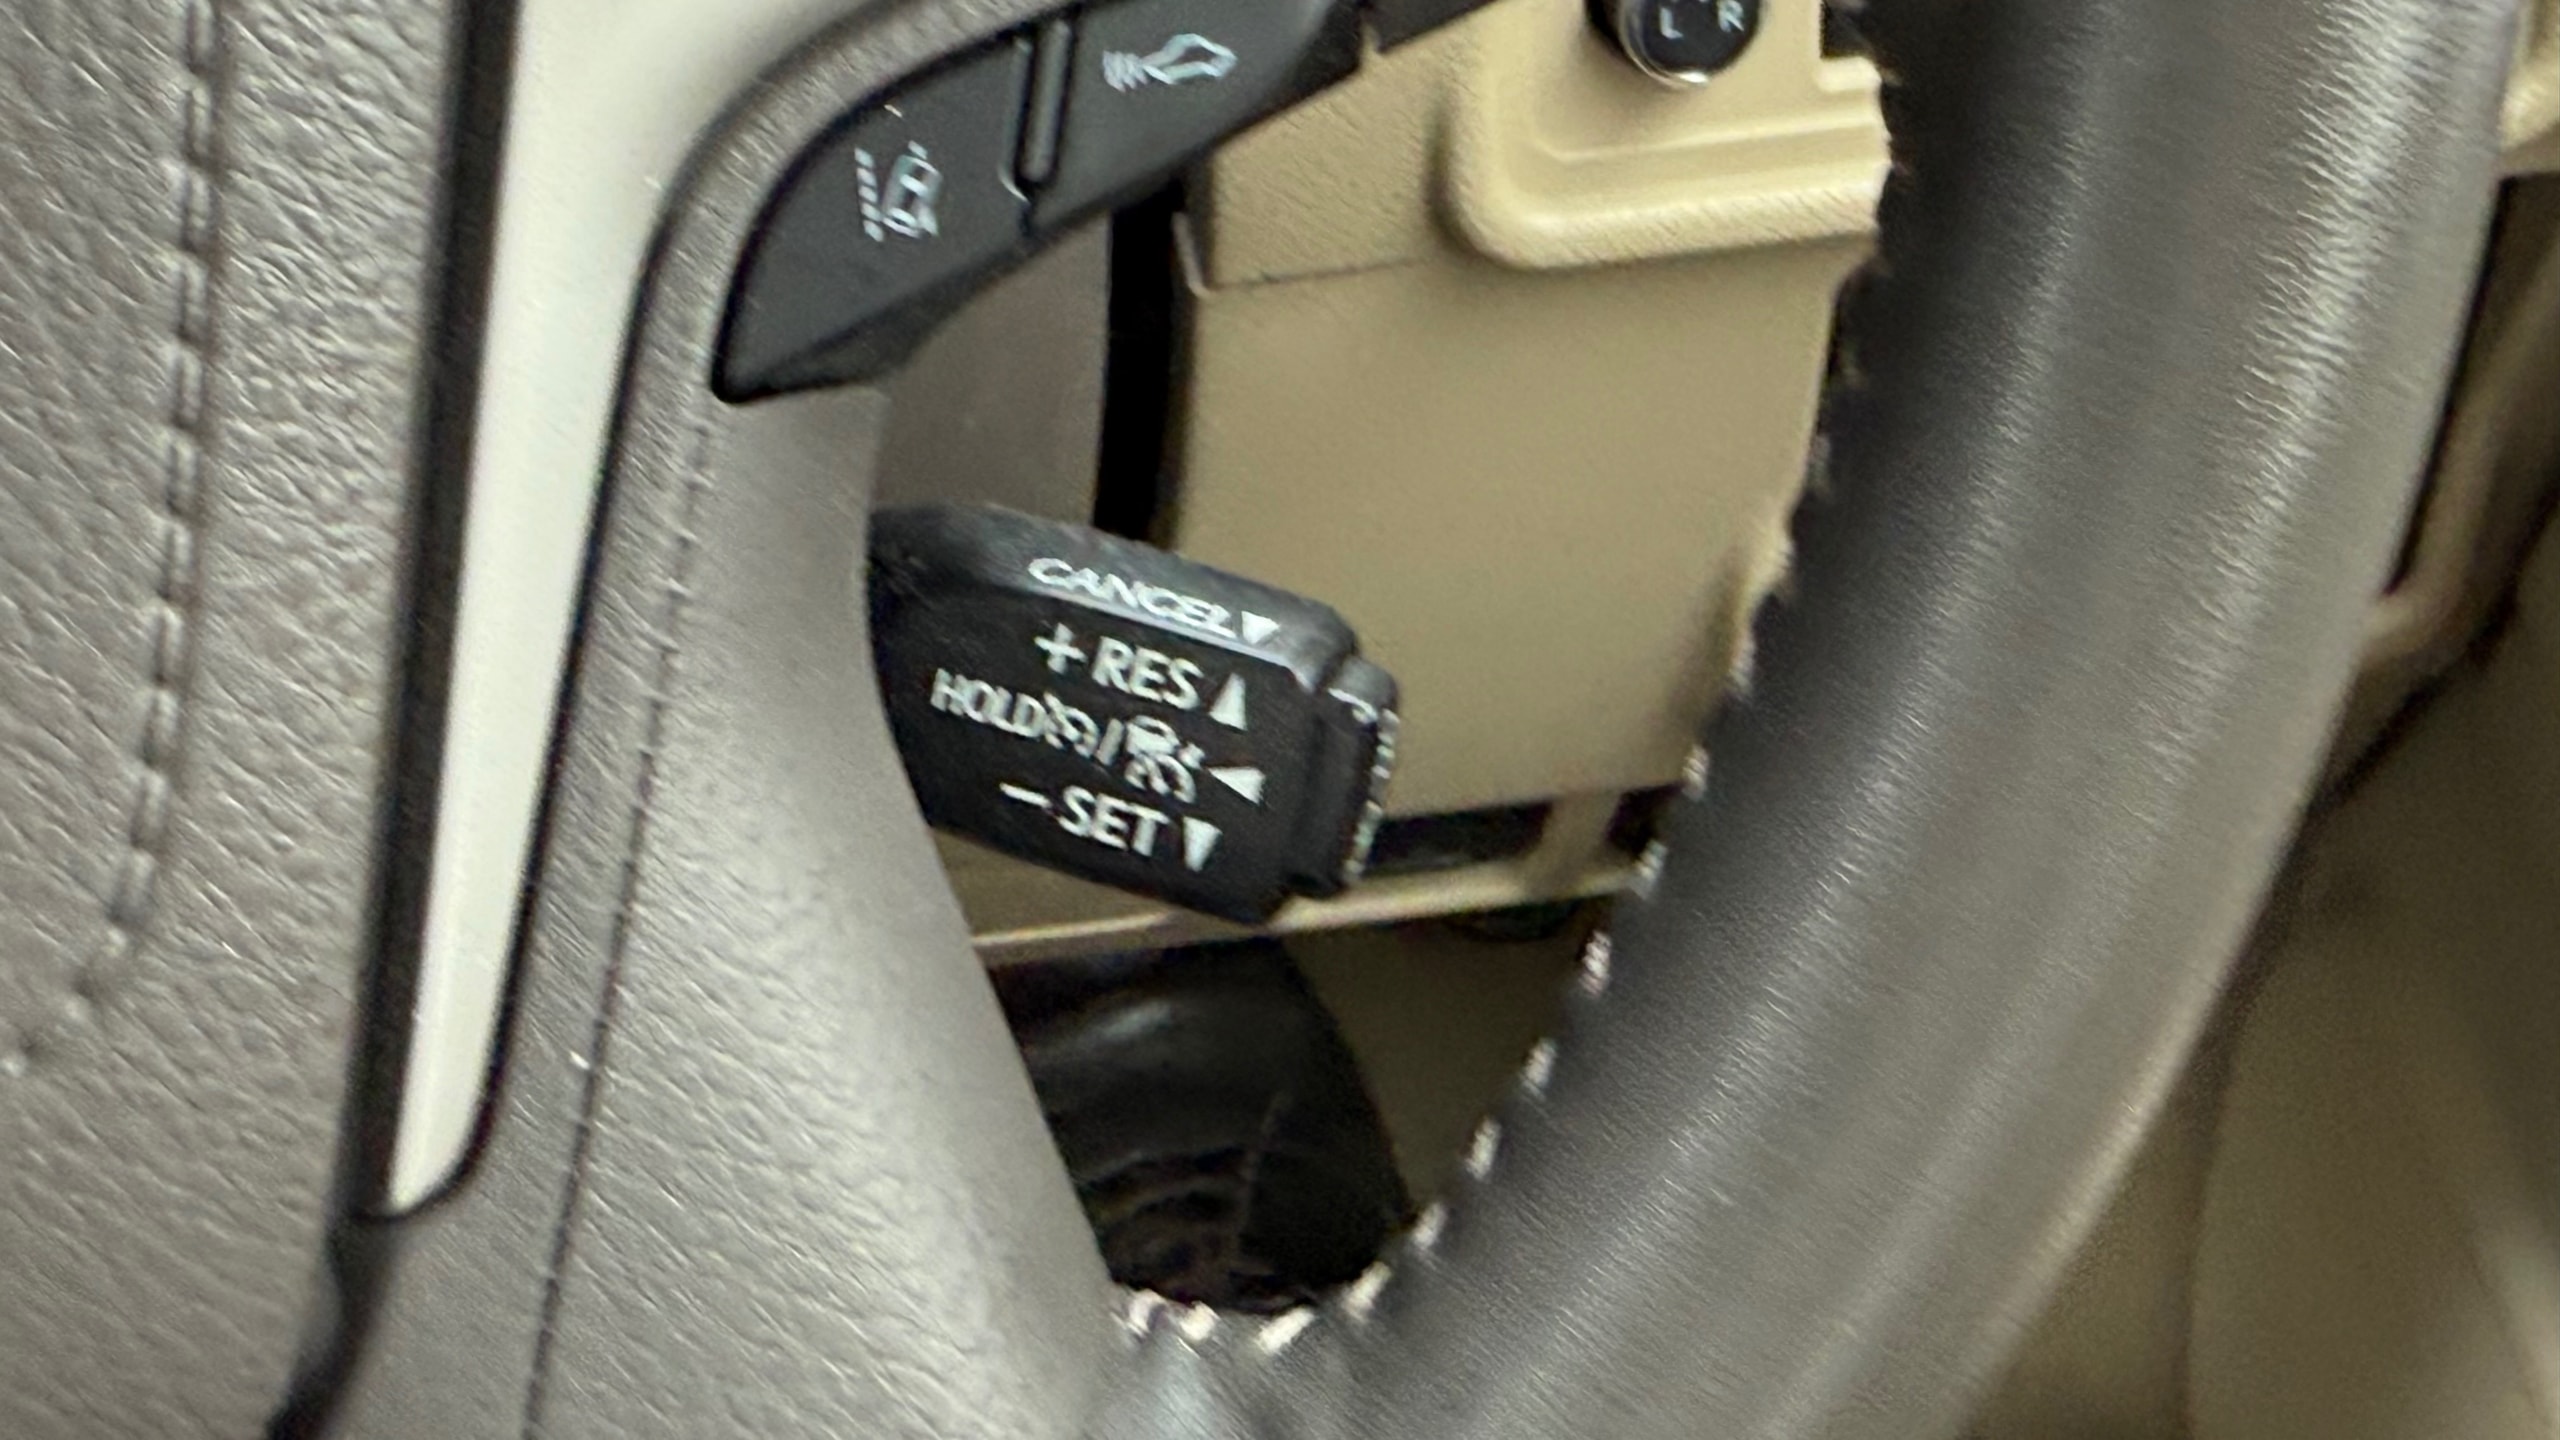 L R
CANCEL▼
+ RES▲
HOLD / ◀
- SET▼